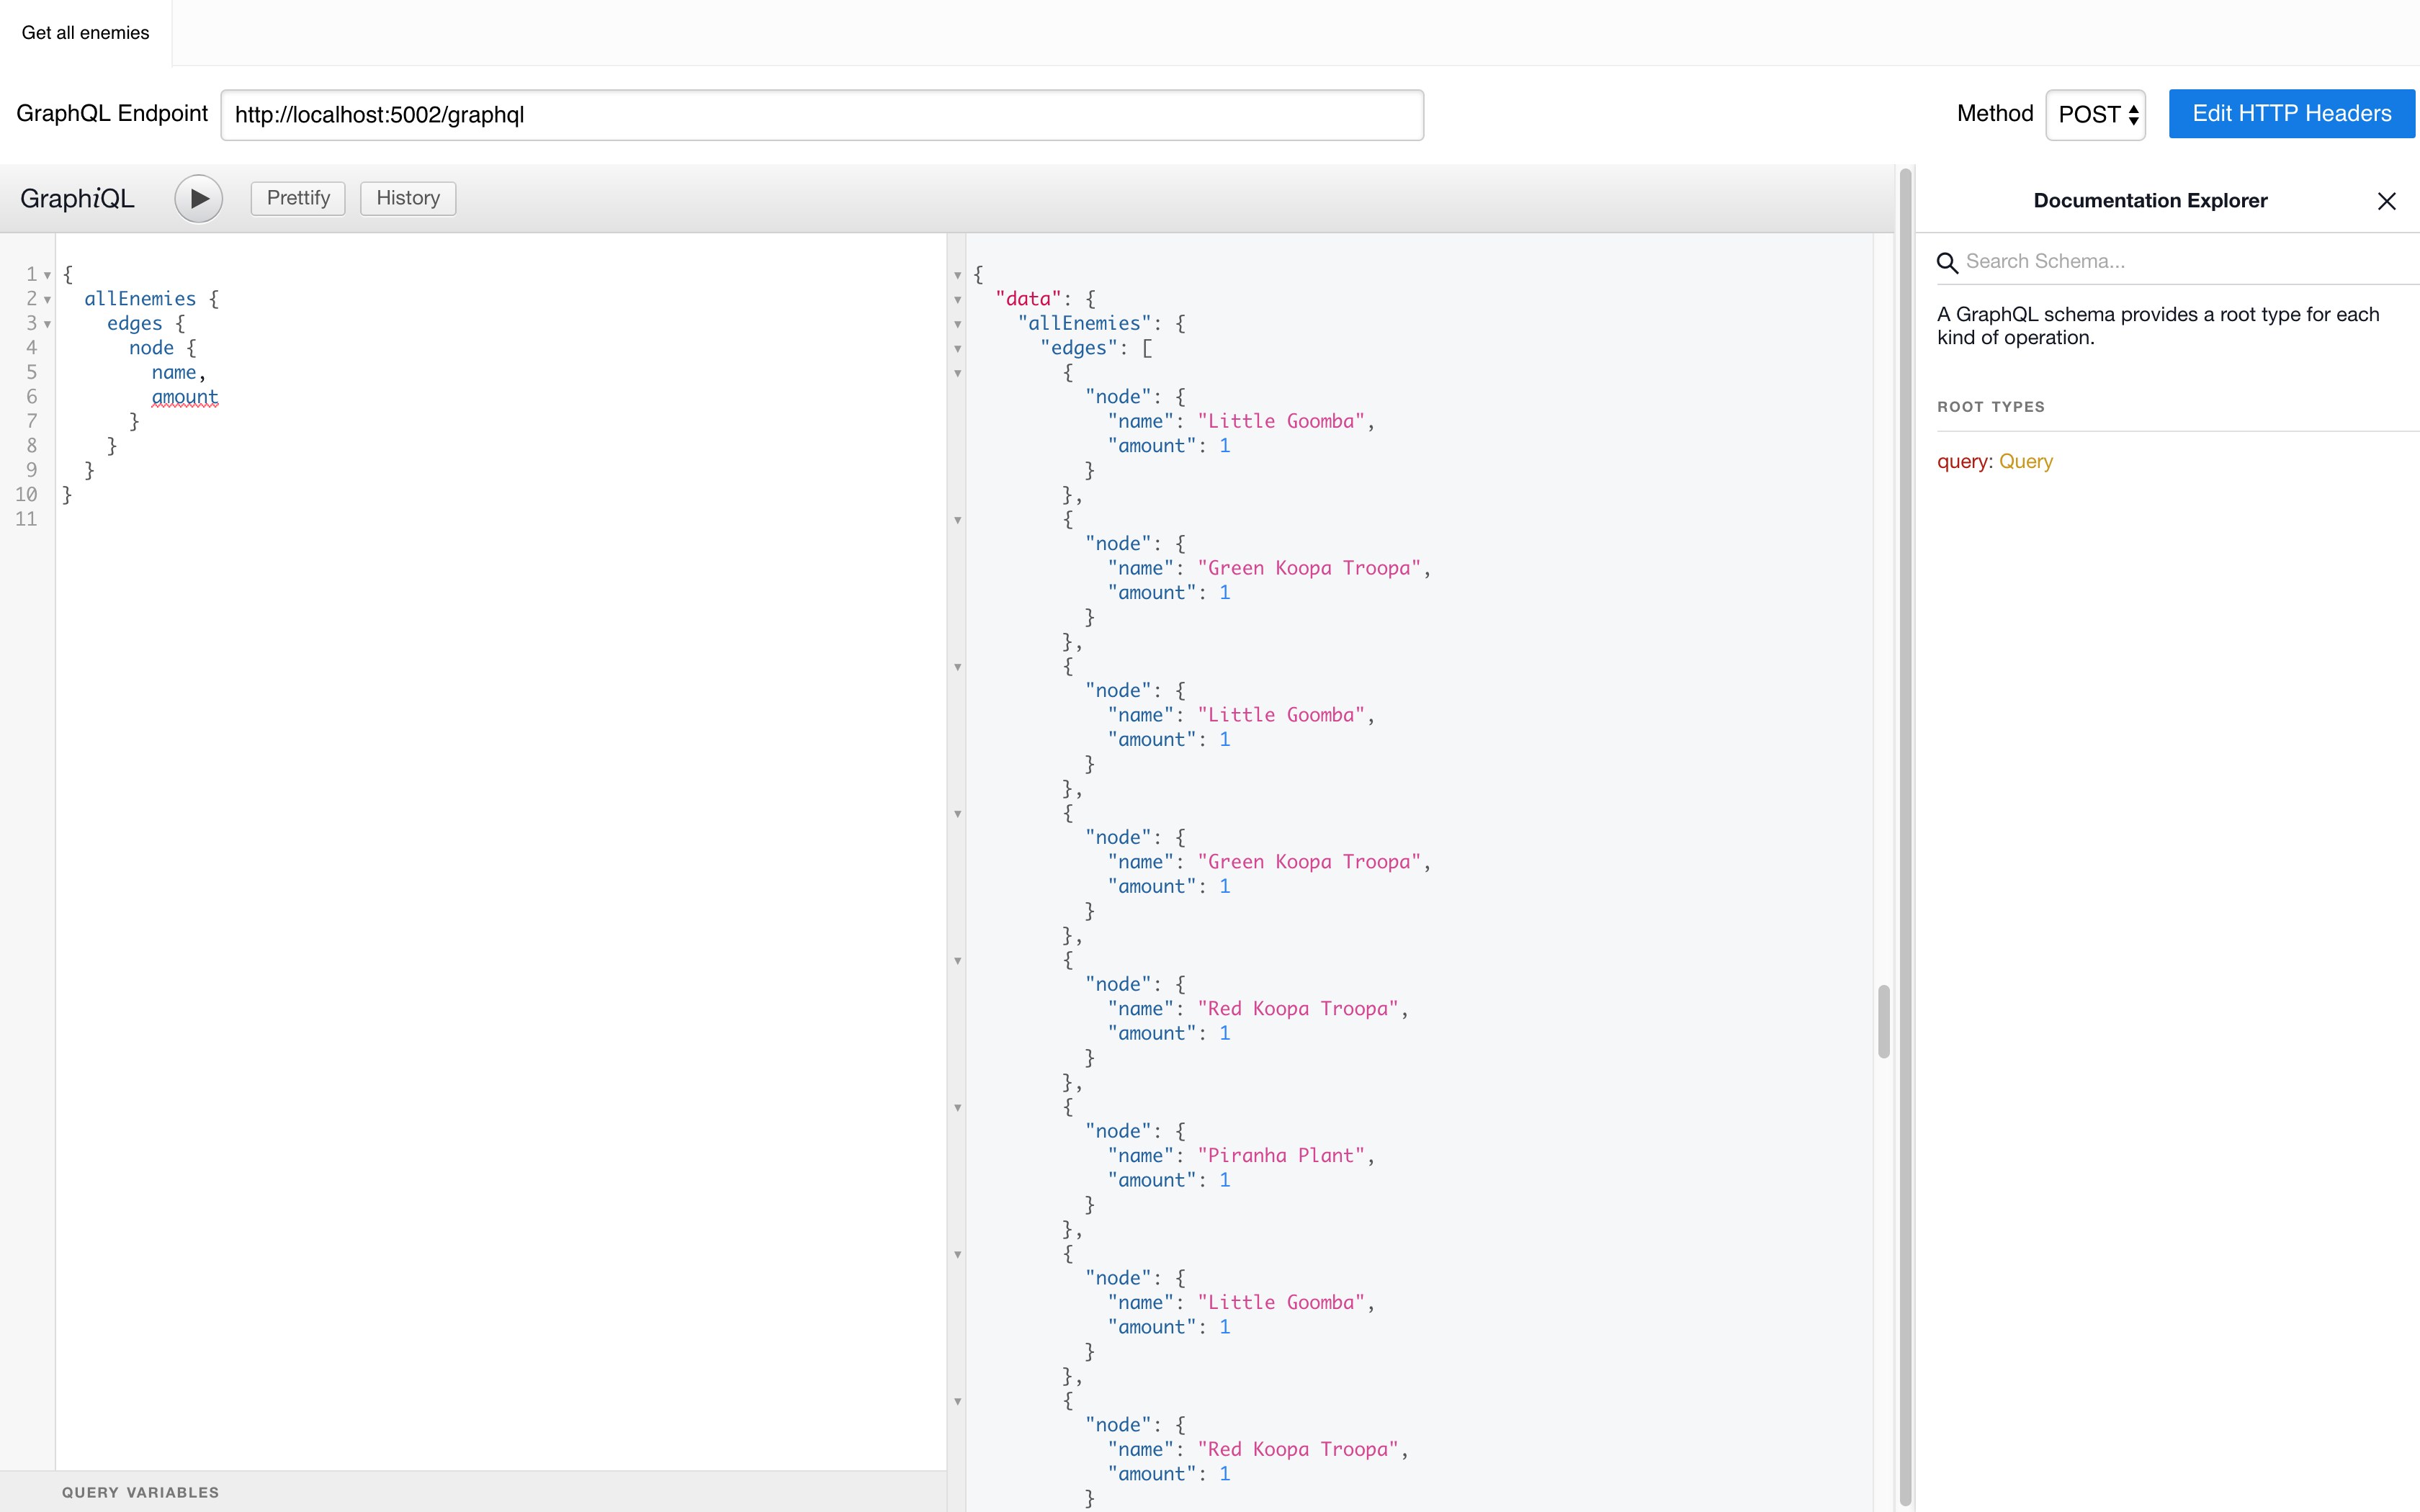 Get all enemies
GraphQL Endpoint http://localhost:5002/graphql Method POST Edit HTTP Headers
GraphiQL Prettify History
1 {
2 allEnemies {
3 edges {
4 node {
5 name,
6 amount
7 }
8 }
9 }
10 }
11
QUERY VARIABLES
{
"data": {
"allEnemies": {
"edges": [
{
"node": {
"name": "Little Goomba",
"amount": 1
}
},
{
"node": {
"name": "Green Koopa Troopa",
"amount": 1
}
},
{
"node": {
"name": "Little Goomba",
"amount": 1
}
},
{
"node": {
"name": "Green Koopa Troopa",
"amount": 1
}
},
{
"node": {
"name": "Red Koopa Troopa",
"amount": 1
}
},
{
"node": {
"name": "Piranha Plant",
"amount": 1
}
},
{
"node": {
"name": "Little Goomba",
"amount": 1
}
},
{
"node": {
"name": "Red Koopa Troopa",
"amount": 1
}
Documentation Explorer
Search Schema...
A GraphQL schema provides a root type for each
kind of operation.
ROOT TYPES
query: Query